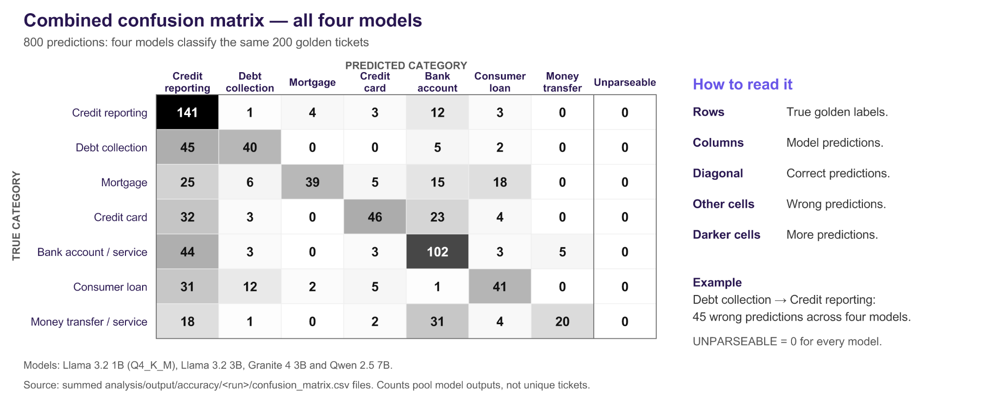 Combined confusion matrix — all four models
800 predictions: four models classify the same 200 golden tickets
PREDICTED CATEGORY
Credit reporting
Debt collection
Mortgage
Credit card
Bank account
Consumer loan
Money transfer
Unparseable
TRUE CATEGORY
Credit reporting 141 1 4 3 12 3 0 0
Debt collection 45 40 0 0 5 2 0 0
Mortgage 25 6 39 5 15 18 0 0
Credit card 32 3 0 46 23 4 0 0
Bank account / service 44 3 0 3 102 3 5 0
Consumer loan 31 12 2 5 1 41 0 0
Money transfer / service 18 1 0 2 31 4 20 0
How to read it
Rows True golden labels.
Columns Model predictions.
Diagonal Correct predictions.
Other cells Wrong predictions.
Darker cells More predictions.
Example
Debt collection → Credit reporting:
45 wrong predictions across four models.
UNPARSEABLE = 0 for every model.
Models: Llama 3.2 1B (Q4_K_M), Llama 3.2 3B, Granite 4 3B and Qwen 2.5 7B.
Source: summed analysis/output/accuracy/<run>/confusion_matrix.csv files. Counts pool model outputs, not unique tickets.